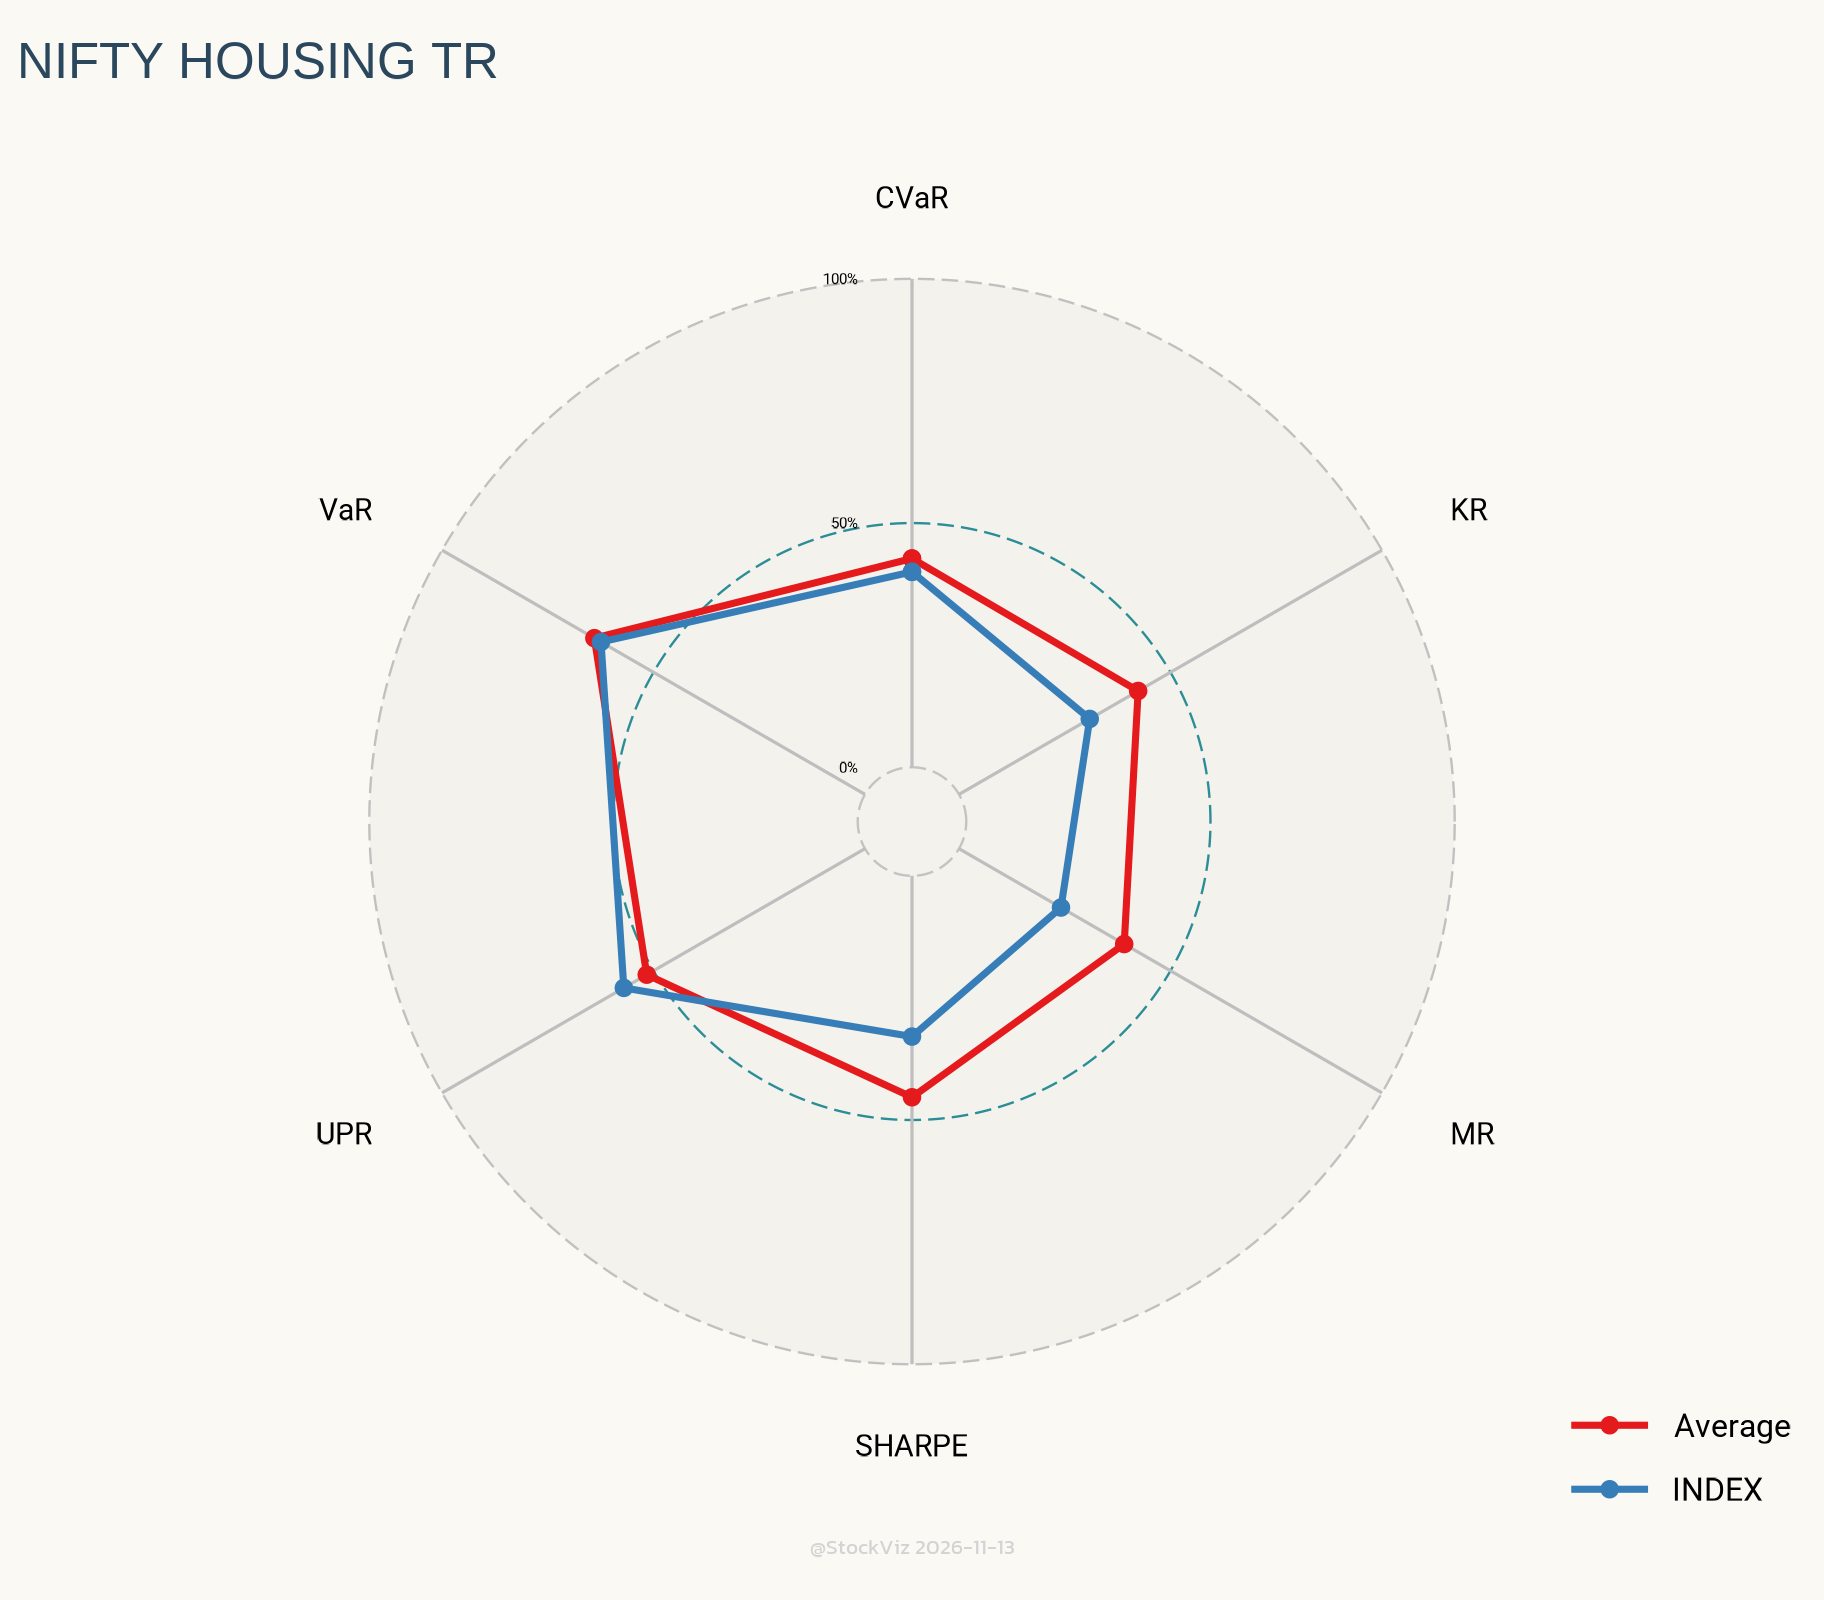 NIFTY HOUSING TR
CVaR
100%
KR
VaR
50%
0%
UPR
MR
SHARPE
Average
INDEX
@StockViz 2026-11-13